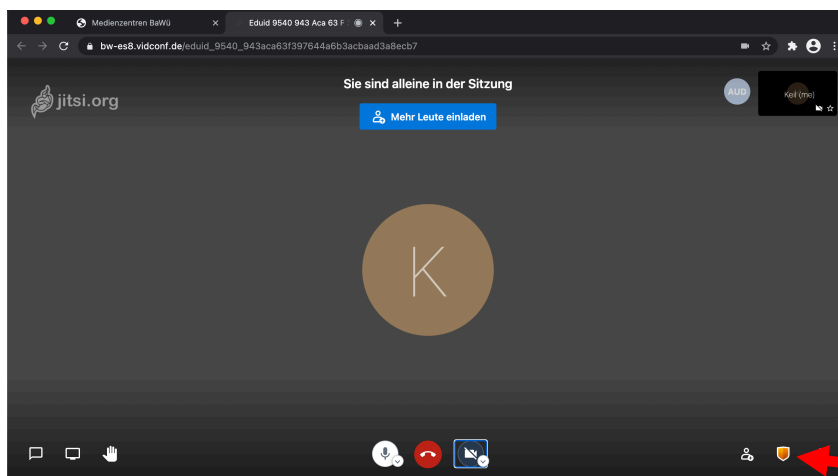 Medienzentren BaWü
Eduid 9540 943 Aca 63 F
bw-es8.vidconf.de/eduid_9540_943aca63f397644a6b3acbaad3a8ecb7
jitsi.org
Sie sind alleine in der Sitzung
Mehr Leute einladen
AUD
Keil (me)
K